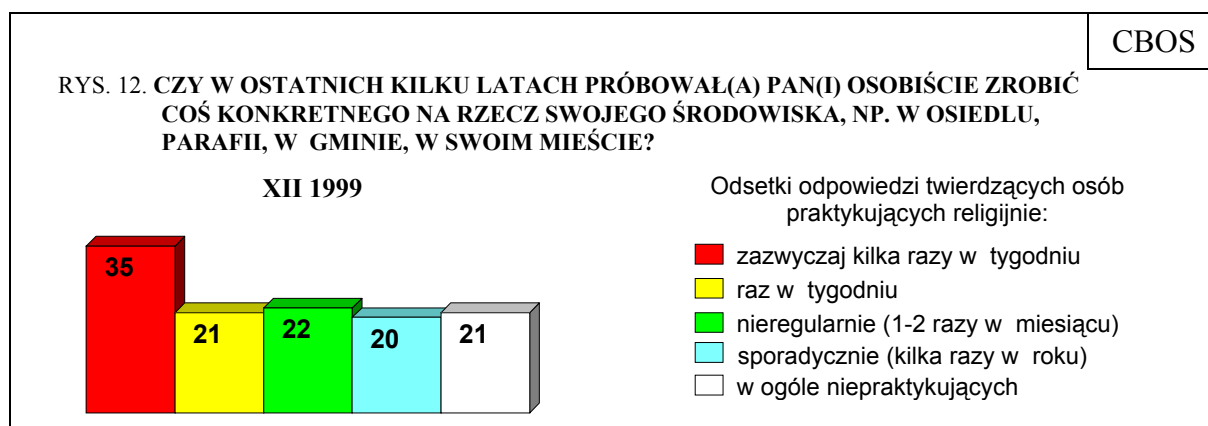 CBOS
RYS. 12. CZY W OSTATNICH KILKU LATACH PRÓBOWAŁ(A) PAN(I) OSOBIŚCIE ZROBIĆ
COŚ KONKRETNEGO NA RZECZ SWOJEGO ŚRODOWISKA, NP. W OSIEDLU,
PARAFII, W GMINIE, W SWOIM MIEŚCIE?
XII 1999
35
21
22
20
21
Odsetki odpowiedzi twierdzących osób
praktykujących religijnie:
zazwyczaj kilka razy w tygodniu
raz w tygodniu
nieregularnie (1-2 razy w miesiącu)
sporadycznie (kilka razy w roku)
w ogóle niepraktykujących